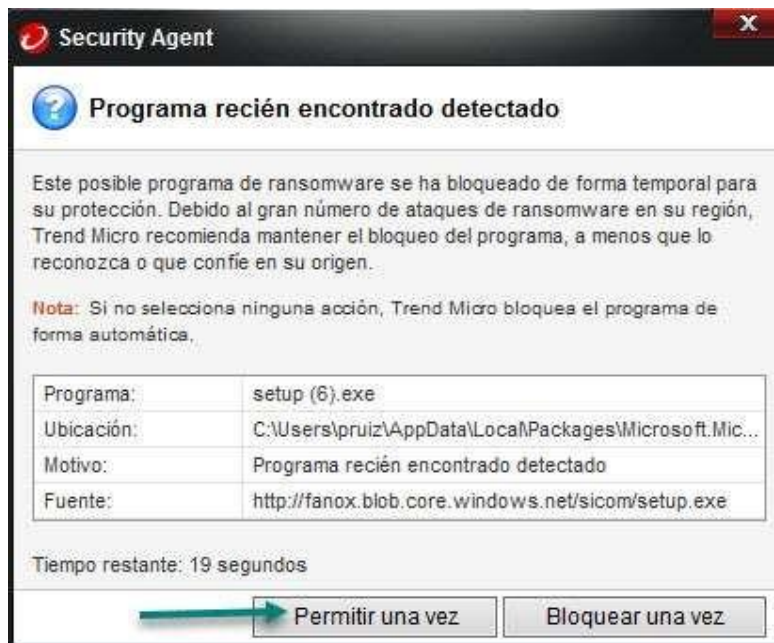 Security Agent
X
Programa recién encontrado detectado
Este posible programa de ransomware se ha bloqueado de forma temporal para
su protección. Debido al gran número de ataques de ransomware en su región,
Trend Micro recomienda mantener el bloqueo del programa, a menos que lo
reconozca o que confíe en su origen.
Nota: Si no selecciona ninguna acción, Trend Micro bloquea el programa de
forma automática.
Programa: setup (6).exe
Ubicación: C:\Users\pruiz\AppData\Local\Packages\Microsoft.Mic...
Motivo: Programa recién encontrado detectado
Fuente: http://fanox.blob.core.windows.net/sicom/setup.exe
Tiempo restante: 19 segundos
Permitir una vez Bloquear una vez